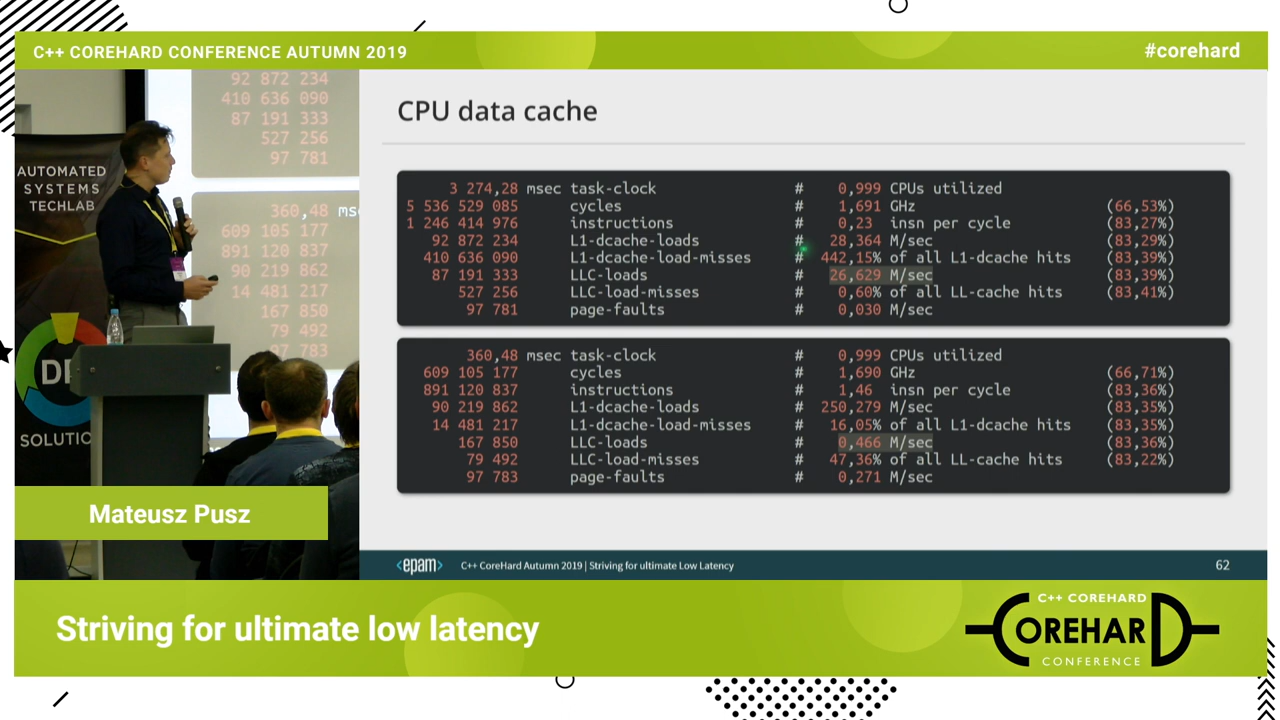 C++ COREHARD CONFERENCE AUTUMN 2019
#corehard
92 872 234
410 636 090
87 191 333
527 256
97 781
360,48 ms
609 105 177
891 120 837
90 219 862
14 481 217
167 850
79 492
97 783
AUTOMATED
SYSTEMS
TECHLAB
SOLUTIO
Mateusz Pusz
CPU data cache
3 274,28 msec task-clock # 0,999 CPUs utilized
5 536 529 085 cycles # 1,691 GHz (66,53%)
1 246 414 976 instructions # 0,23 insn per cycle (83,27%)
92 872 234 L1-dcache-loads # 28,364 M/sec (83,29%)
410 636 090 L1-dcache-load-misses # 442,15% of all L1-dcache hits (83,39%)
87 191 333 LLC-loads # 26,629 M/sec (83,39%)
527 256 LLC-load-misses # 0,60% of all LL-cache hits (83,41%)
97 781 page-faults # 0,030 M/sec
360,48 msec task-clock # 0,999 CPUs utilized
609 105 177 cycles # 1,690 GHz (66,71%)
891 120 837 instructions # 1,46 insn per cycle (83,36%)
90 219 862 L1-dcache-loads # 250,279 M/sec (83,35%)
14 481 217 L1-dcache-load-misses # 16,05% of all L1-dcache hits (83,35%)
167 850 LLC-loads # 0,466 M/sec (83,36%)
79 492 LLC-load-misses # 47,36% of all LL-cache hits (83,22%)
97 783 page-faults # 0,271 M/sec
<epam> C++ CoreHard Autumn 2019 | Striving for ultimate Low Latency 62
Striving for ultimate low latency
C++ COREHARD
COREHARD
CONFERENCE